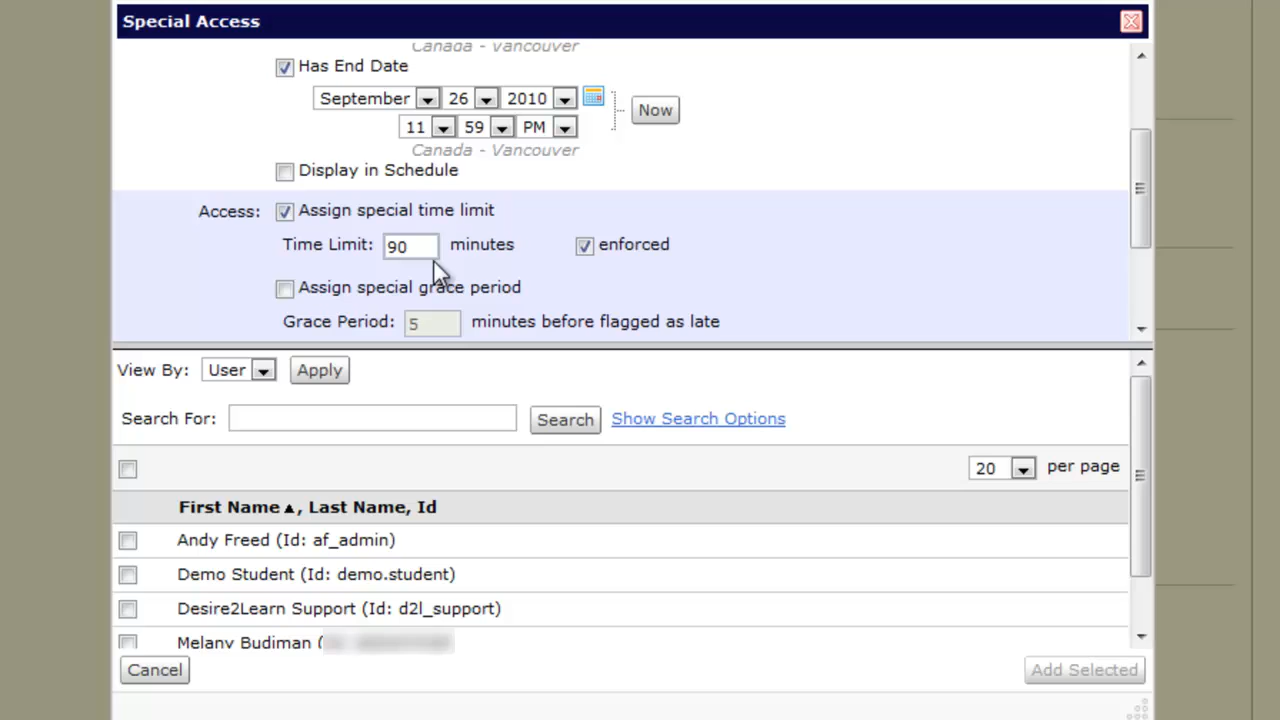 Special Access
Canada - Vancouver
Has End Date
September 26 2010
Now
11 59 PM
Canada - Vancouver
Display in Schedule
Access: Assign special time limit
Time Limit: 90 minutes enforced
Assign special grace period
Grace Period: 5 minutes before flagged as late
View By: User Apply
Search For: Search Show Search Options
20 per page
First Name▲, Last Name, Id
Andy Freed (Id: af_admin)
Demo Student (Id: demo.student)
Desire2Learn Support (Id: d2l_support)
Melany Budiman (
Cancel Add Selected